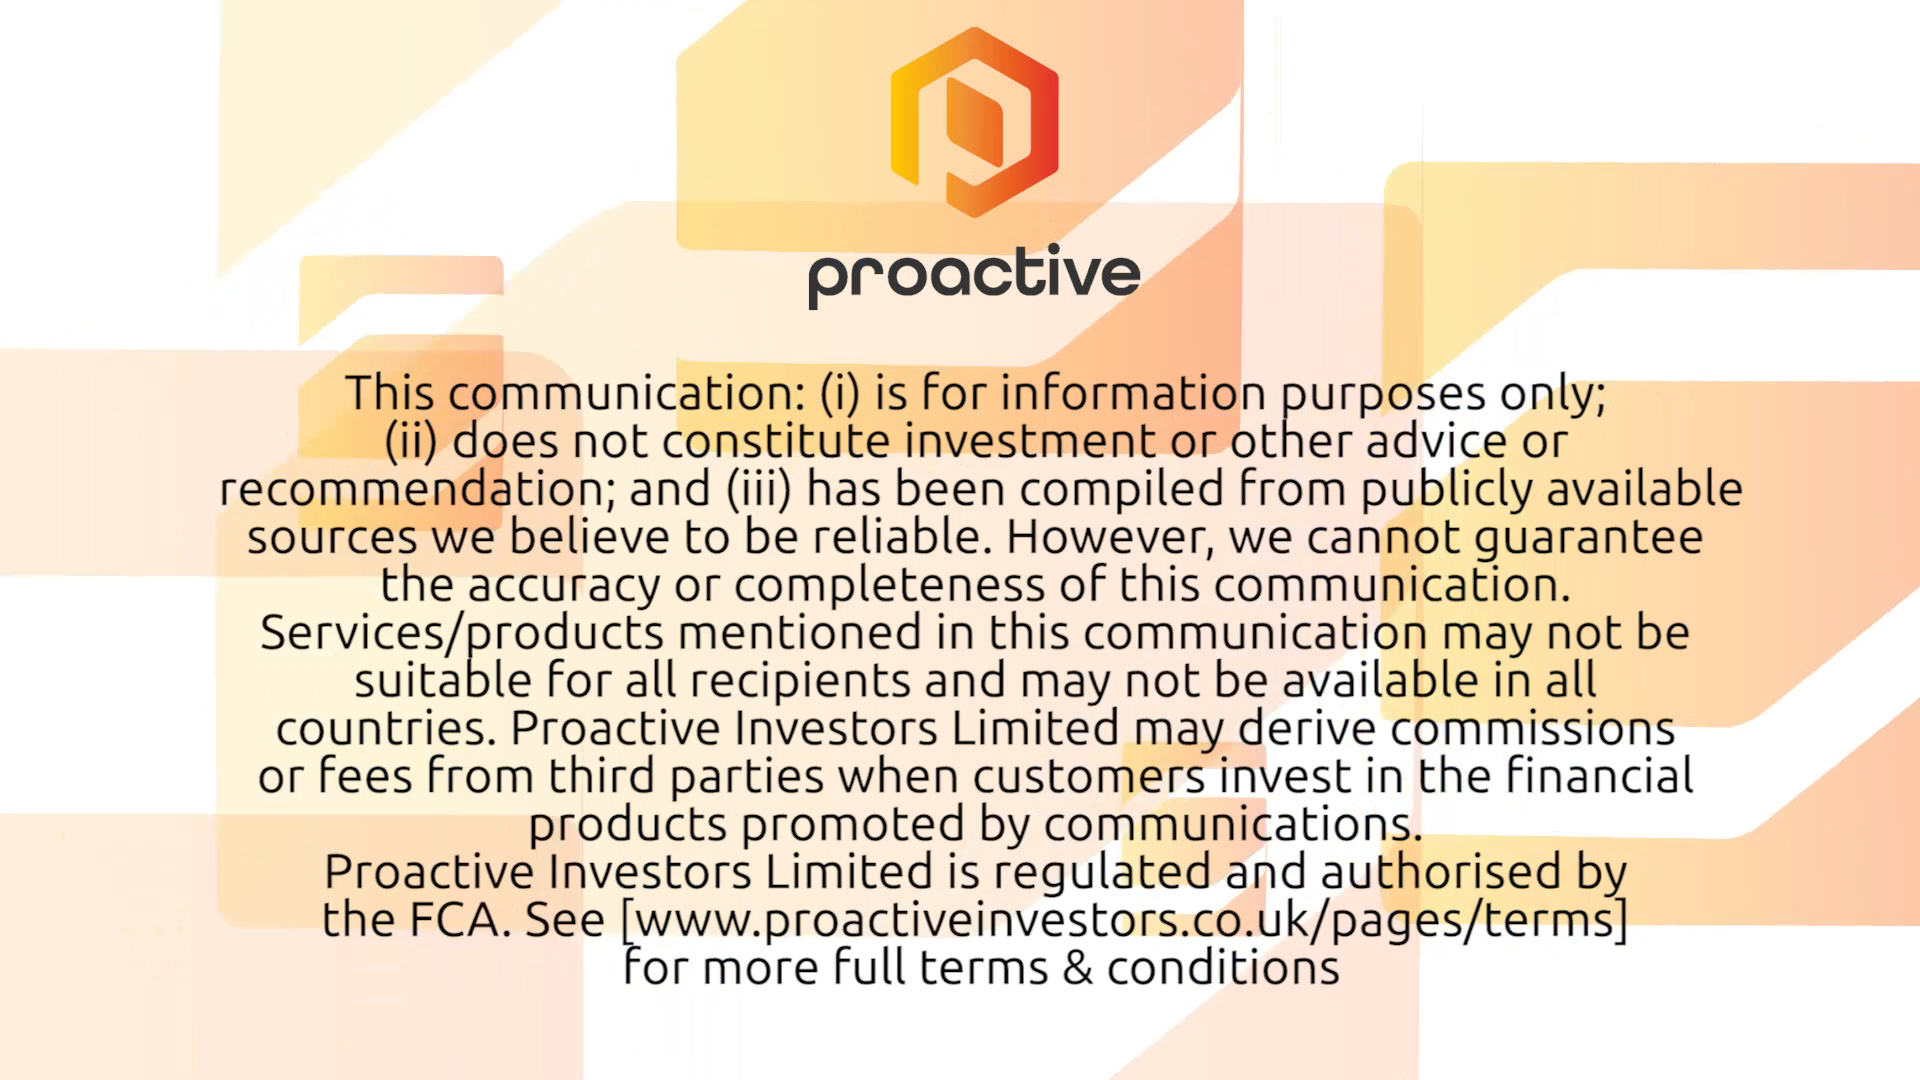 proactive
This communication: (i) is for information purposes only;
(ii) does not constitute investment or other advice or
recommendation; and (iii) has been compiled from publicly available
sources we believe to be reliable. However, we cannot guarantee
the accuracy or completeness of this communication.
Services/products mentioned in this communication may not be
suitable for all recipients and may not be available in all
countries. Proactive Investors Limited may derive commissions
or fees from third parties when customers invest in the financial
products promoted by communications.
Proactive Investors Limited is regulated and authorised by
the FCA. See [www.proactiveinvestors.co.uk/pages/terms]
for more full terms & conditions